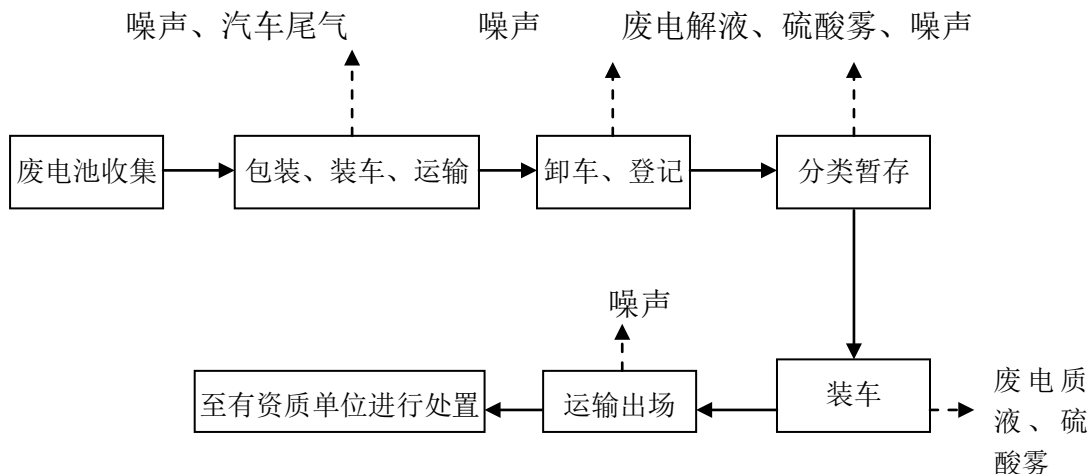 噪声、汽车尾气
噪声
废电解液、硫酸雾、噪声
废电池收集
包装、装车、运输
卸车、登记
分类暂存
噪声
至有资质单位进行处置
运输出场
装车
废电质
液、硫
酸雾